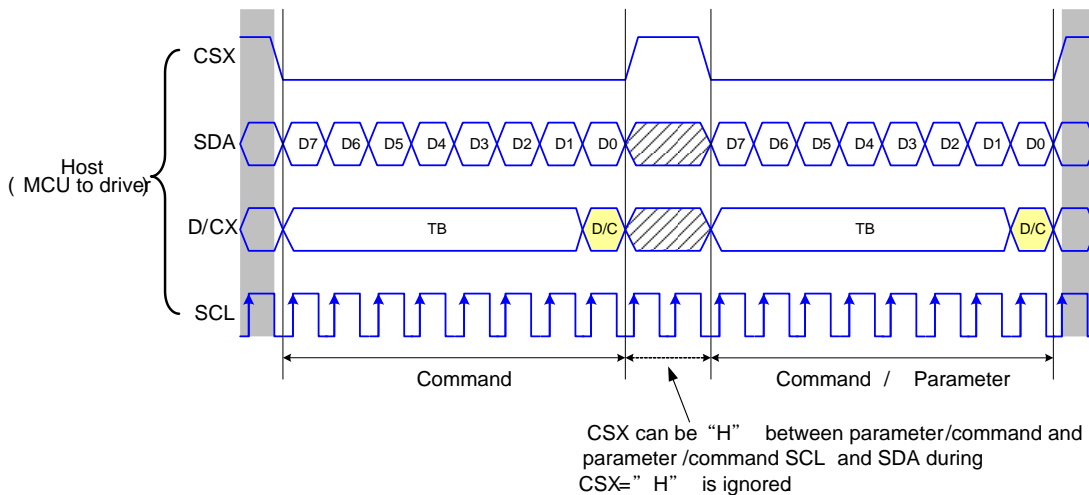 CSX
SDA D7 D6 D5 D4 D3 D2 D1 D0 D7 D6 D5 D4 D3 D2 D1 D0
Host
( MCU to driver)
D/CX TB D/C TB D/C
SCL
Command Command / Parameter
CSX can be “H” between parameter/command and
parameter /command SCL and SDA during
CSX=” H” is ignored